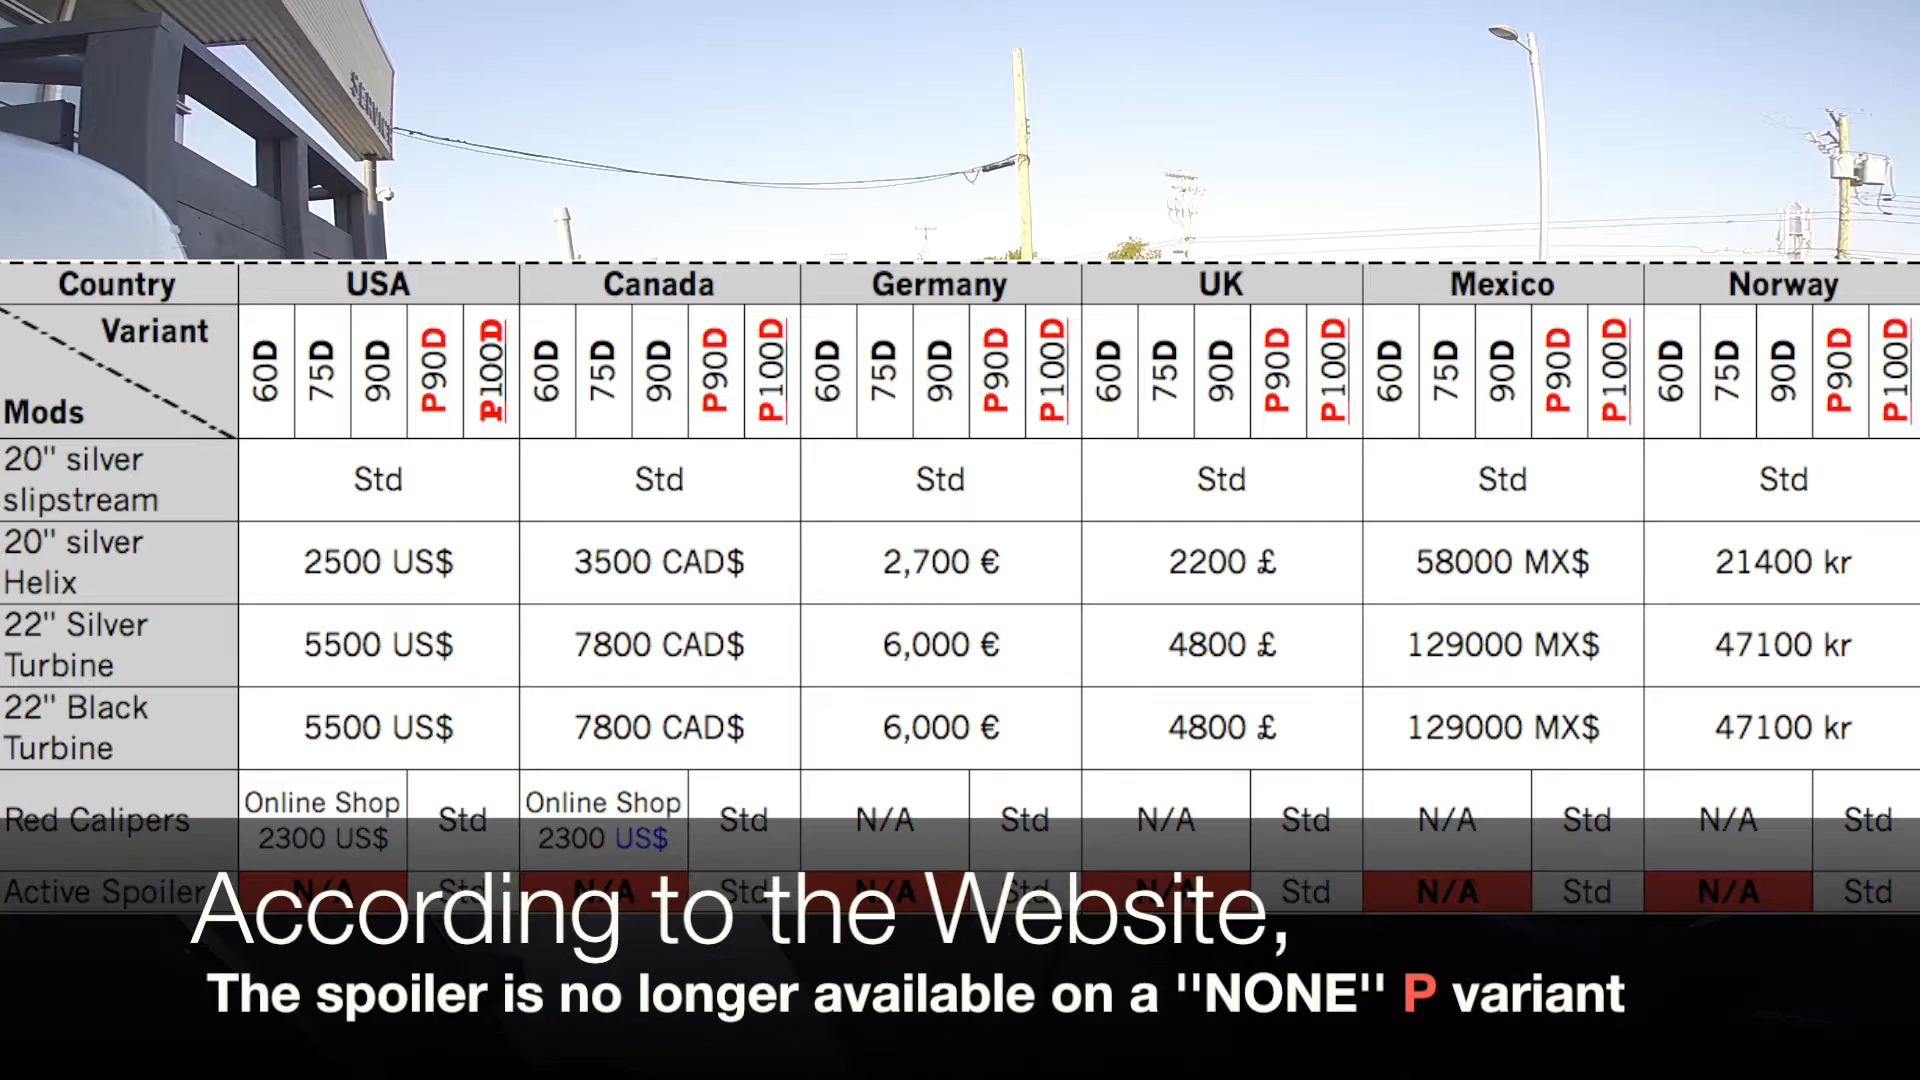 SERVICE
Country USA Canada Germany UK Mexico Norway
Variant
Mods
60D 75D 90D P90D P100D 60D 75D 90D P90D P100D 60D 75D 90D P90D P100D 60D 75D 90D P90D P100D 60D 75D 90D P90D P100D 60D 75D 90D P90D P100D
20" silver
slipstream
Std Std Std Std Std Std
20" silver
Helix
2500 US$ 3500 CAD$ 2,700 € 2200 £ 58000 MX$ 21400 kr
22" Silver
Turbine
5500 US$ 7800 CAD$ 6,000 € 4800 £ 129000 MX$ 47100 kr
22" Black
Turbine
5500 US$ 7800 CAD$ 6,000 € 4800 £ 129000 MX$ 47100 kr
Red Calipers
Online Shop
2300 US$
Std
Online Shop
2300 US$
Std N/A Std N/A Std N/A Std N/A Std
Active Spoiler N/A Std N/A Std N/A Std N/A Std N/A Std N/A Std
According to the Website,
The spoiler is no longer available on a "NONE" P variant